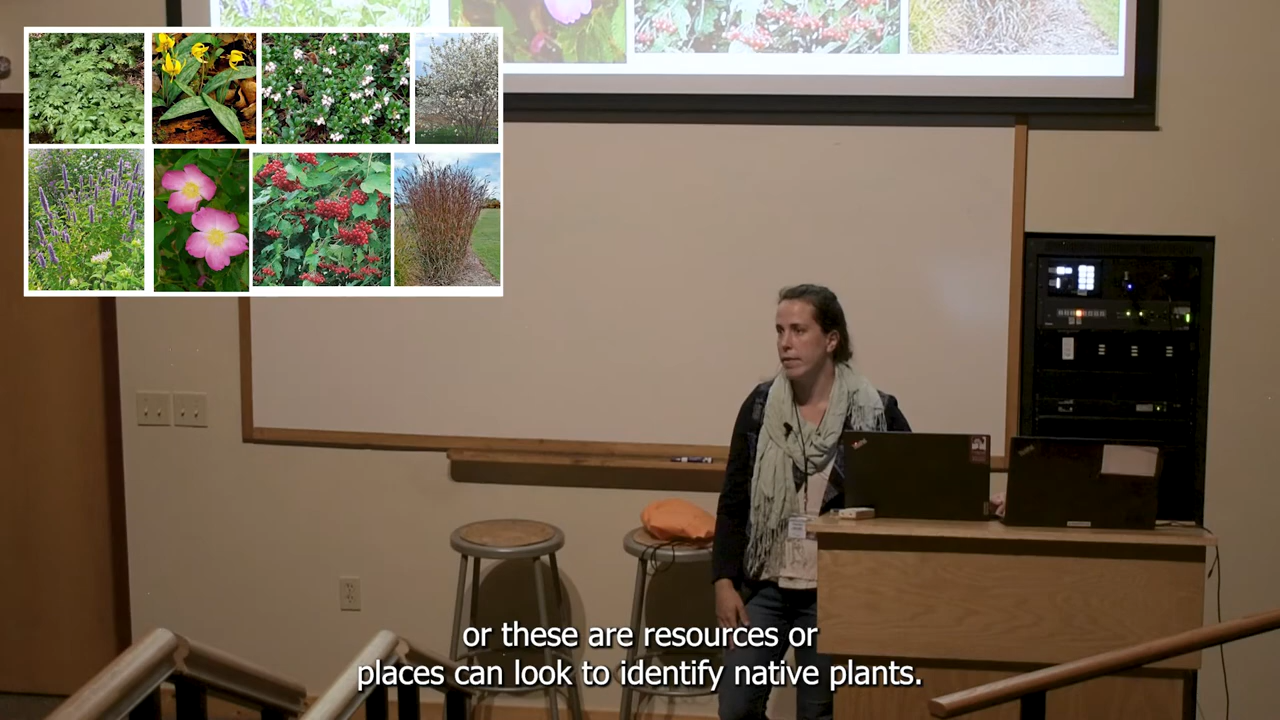 or these are resources or
places can look to identify native plants.